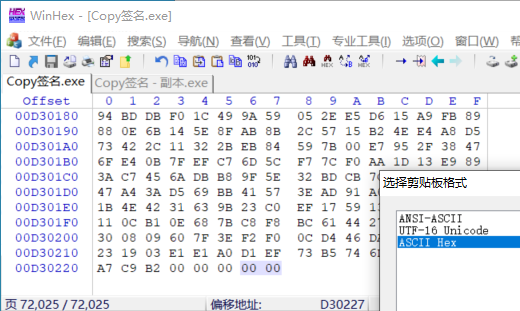 WinHex - [Copy签名.exe]
文件(F) 编辑(E) 搜索(S) 导航(N) 查看(V) 工具(T) 专业工具(I) 选项(O) 窗口(W)
Copy签名.exe Copy签名 - 副本.exe
Offset 0 1 2 3 4 5 6 7 8 9 A B C D E F
00D30180 94 BD DB F0 1C 49 9A 59 05 2E E5 D6 15 A9 FB 89
00D30190 88 0E 6B 14 5E 8F AB 8B 2C 57 15 B2 4E E4 A8 D5
00D301A0 73 42 2C 11 32 2B EB 84 59 7B 00 E7 95 2F 38 47
00D301B0 6F E4 0B 7F EF C7 6D 5C F7 7C F0 AA 1D 13 E9 89
00D301C0 3A C7 45 6A DB B8 9F 5E 32 BD CB
00D301D0 47 A4 3A D5 69 BB 41 57 3E AD 91
00D301E0 1B 4E 42 31 63 9B 23 C0 EF 17 59
00D301F0 11 0C B1 0E 68 7B C8 F8 BC 61 44
00D30200 30 08 09 60 7F 3E F2 F0 0C D4 46
00D30210 23 19 03 E1 E1 A0 D1 EF 73 B5 74
00D30220 A7 C9 B2 00 00 00 00 00
选择剪贴板格式
ANSI-ASCII
UTF-16 Unicode
ASCII Hex
页 72,025 / 72,025 偏移地址: D30227